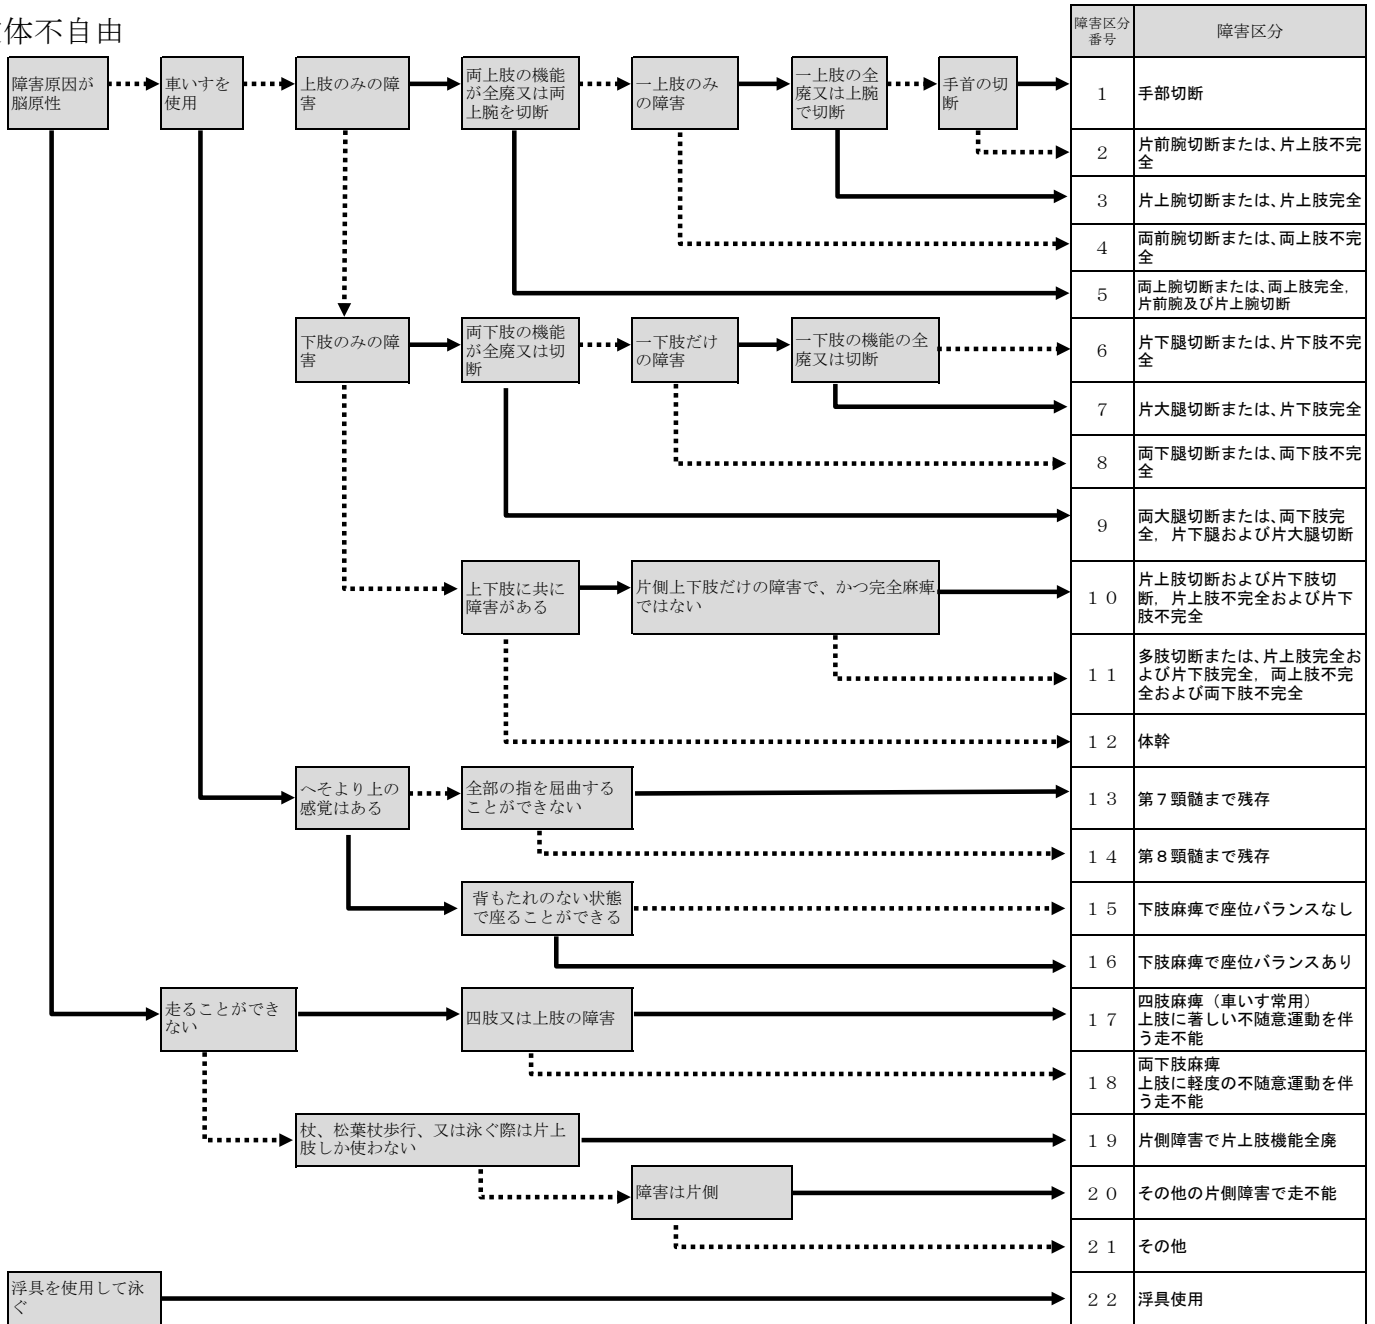 体不自由
障害区分
番号
障害区分
障害原因が
脳原性
車いすを
使用
上肢のみの障
害
両上肢の機能
が全廃又は両
上腕を切断
一上肢のみ
の障害
一上肢の全
廃又は上腕
で切断
手首の切
断
1
手部切断
2
片前腕切断または、片上肢不完
全
3
片上腕切断または、片上肢完全
4
両前腕切断または、両上肢不完
全
5
両上腕切断または、両上肢完全,
片前腕及び片上腕切断
下肢のみの障
害
両下肢の機能
が全廃又は切
断
一下肢だけ
の障害
一下肢の機能の全
廃又は切断
6
片下腿切断または、片下肢不完
全
7
片大腿切断または、片下肢完全
8
両下腿切断または、両下肢不完
全
9
両大腿切断または、両下肢完
全, 片下腿および片大腿切断
上下肢に共に
障害がある
片側上下肢だけの障害で、かつ完全麻痺
ではない
10
片上肢切断および片下肢切
断, 片上肢不完全および片下
肢不完全
11
多肢切断または、片上肢完全お
よび片下肢完全, 両上肢不完
全および両下肢不完全
12
体幹
へそより上の
感覚はある
全部の指を屈曲する
ことができない
13
第7頸髄まで残存
14
第8頸髄まで残存
背もたれのない状態
で座ることができる
15
下肢麻痺で座位バランスなし
16
下肢麻痺で座位バランスあり
走ることができ
ない
四肢又は上肢の障害
17
四肢麻痺（車いす常用）
上肢に著しい不随意運動を伴
う走不能
18
両下肢麻痺
上肢に軽度の不随意運動を伴
う走不能
杖、松葉杖歩行、又は泳ぐ際は片上
肢しか使わない
19
片側障害で片上肢機能全廃
障害は片側
20
その他の片側障害で走不能
21
その他
浮具を使用して泳
ぐ
22
浮具使用